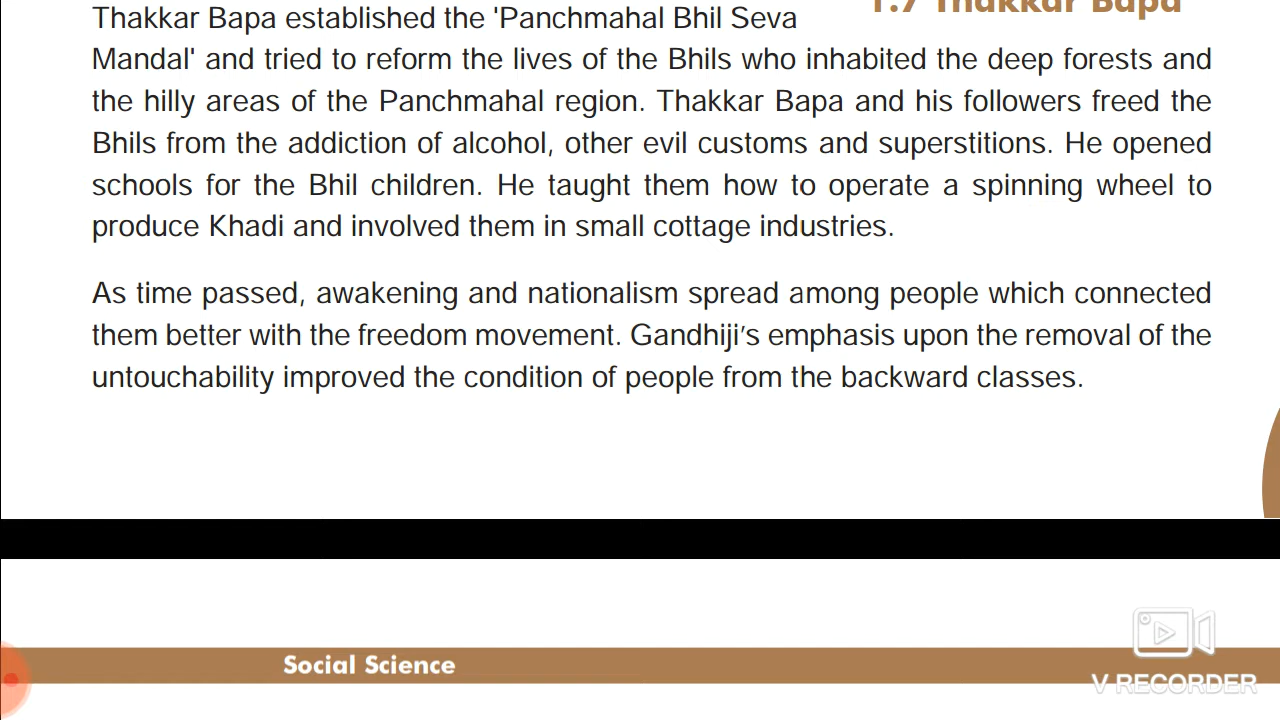 1.7 Thakkar Bapa
Thakkar Bapa established the 'Panchmahal Bhil Seva
Mandal' and tried to reform the lives of the Bhils who inhabited the deep forests and
the hilly areas of the Panchmahal region. Thakkar Bapa and his followers freed the
Bhils from the addiction of alcohol, other evil customs and superstitions. He opened
schools for the Bhil children. He taught them how to operate a spinning wheel to
produce Khadi and involved them in small cottage industries.
As time passed, awakening and nationalism spread among people which connected
them better with the freedom movement. Gandhiji's emphasis upon the removal of the
untouchability improved the condition of people from the backward classes.
Social Science
V RECORDER